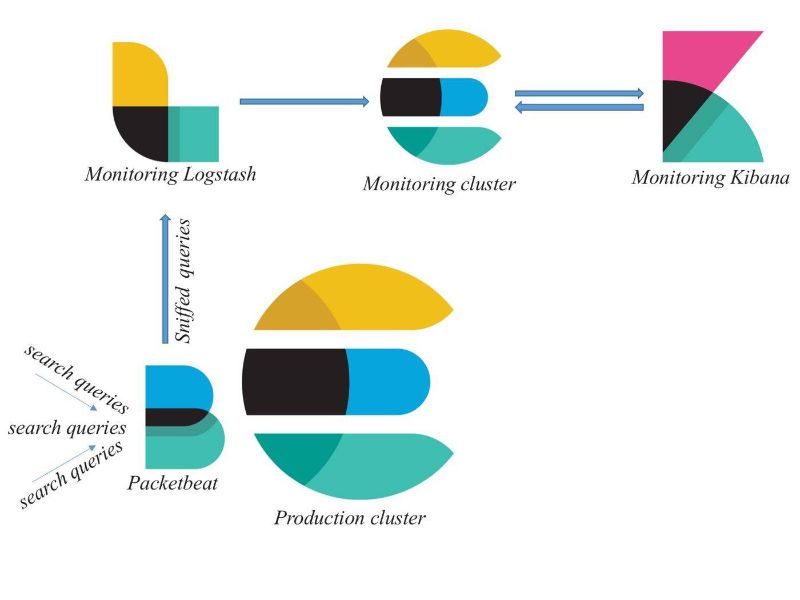 Monitoring Logstash
Monitoring cluster
Monitoring Kibana
Sniffed queries
search queries
search queries
search queries
Packetbeat
Production cluster